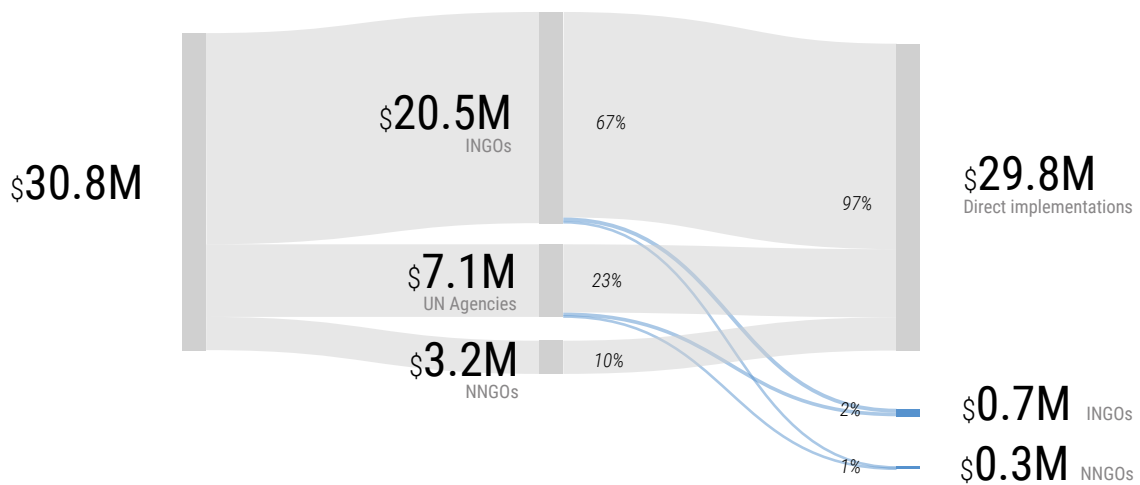 $30.8M
$20.5M
INGOs
67%
$7.1M
UN Agencies
23%
$3.2M
NNGOs
10%
97%
$29.8M
Direct implementations
2%
$0.7M INGOs
1%
$0.3M NNGOs